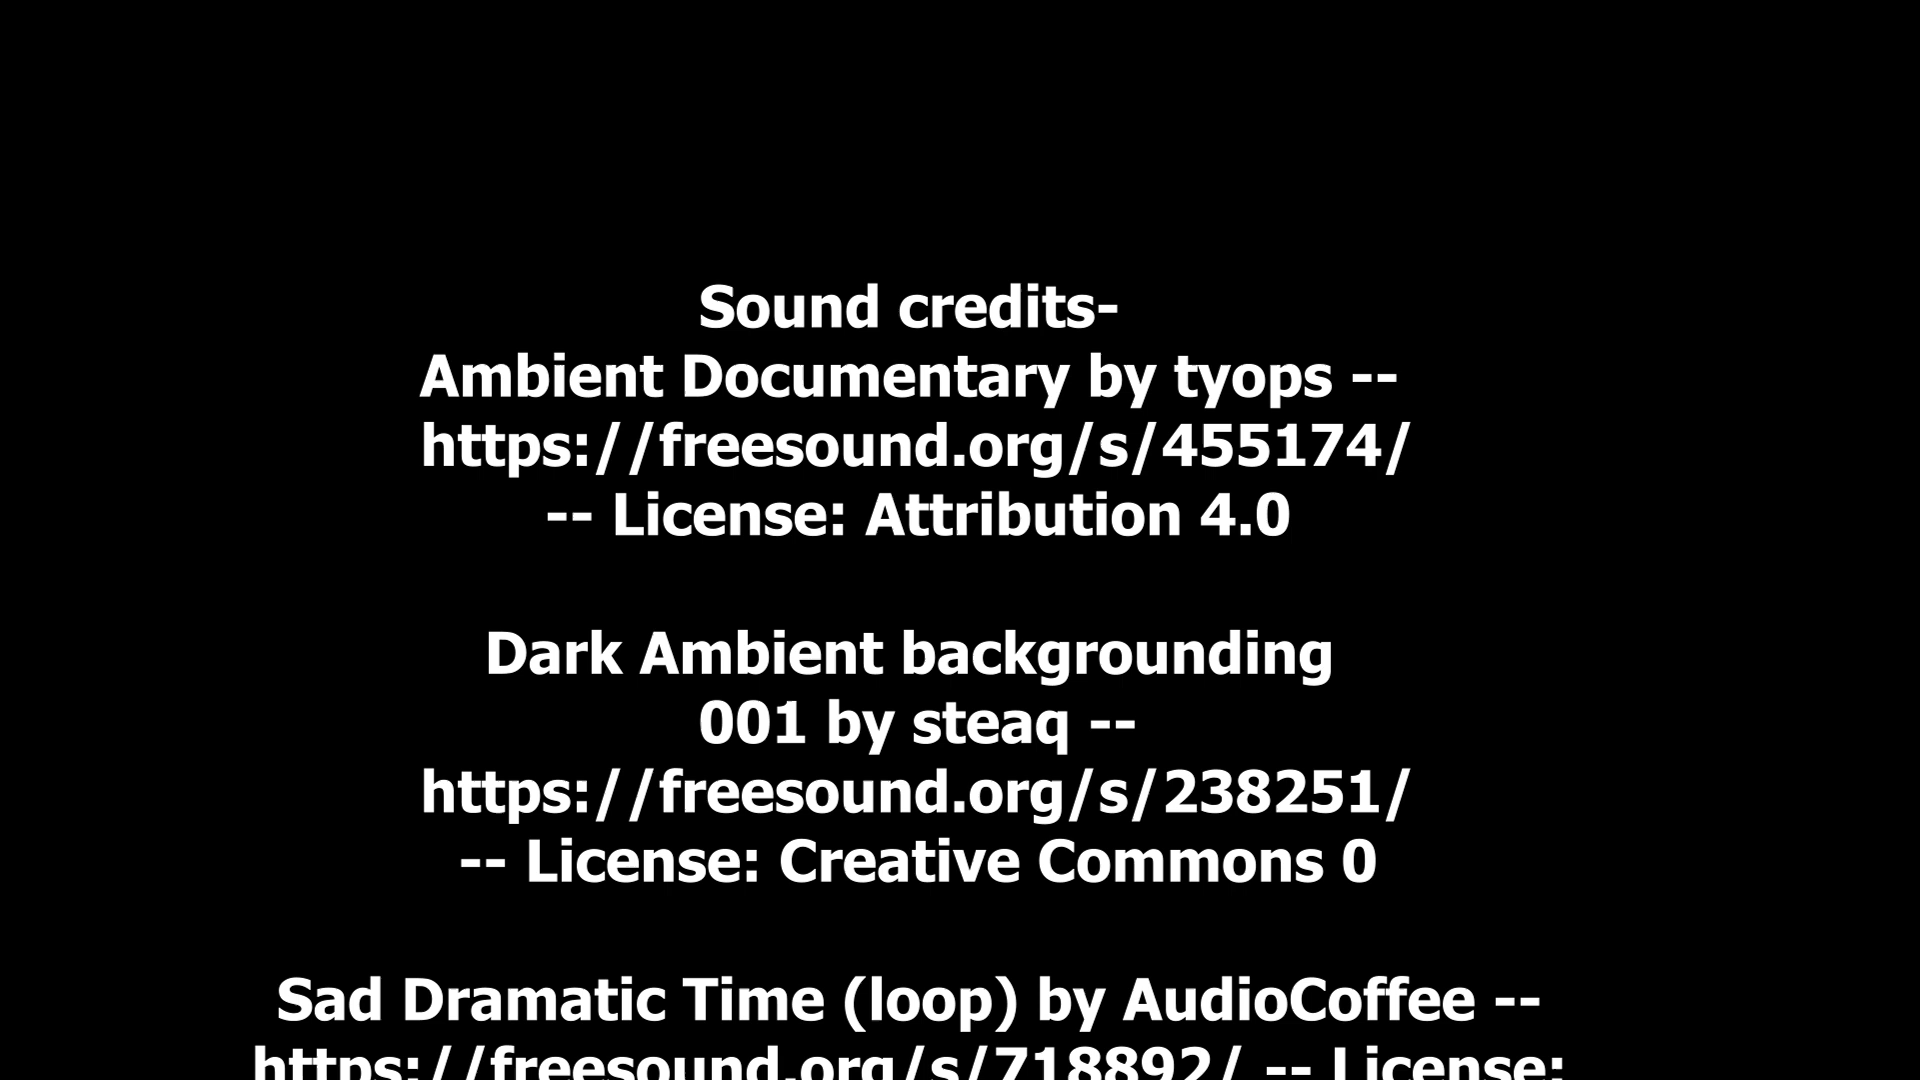 Sound credits-
Ambient Documentary by tyops --
https://freesound.org/s/455174/
-- License: Attribution 4.0
Dark Ambient backgrounding
001 by steaq --
https://freesound.org/s/238251/
-- License: Creative Commons 0
Sad Dramatic Time (loop) by AudioCoffee --
https://freesound.org/s/718892/ -- License: